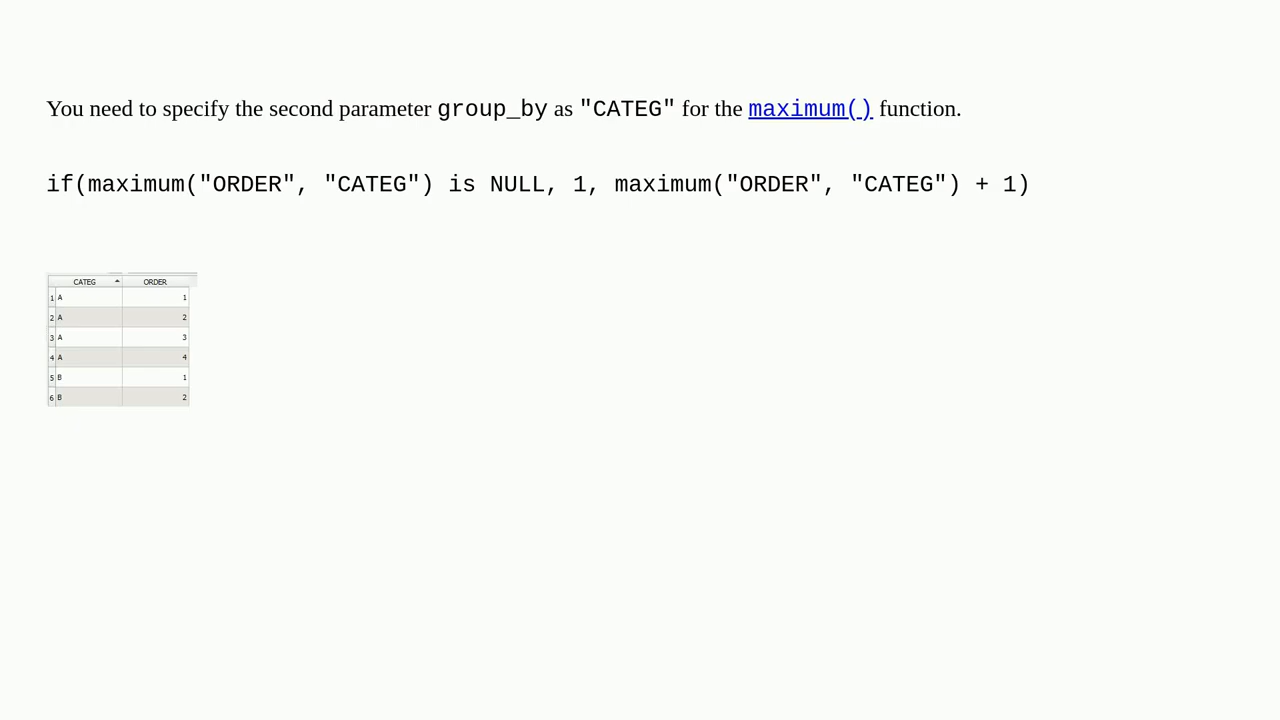 You need to specify the second parameter group_by as "CATEG" for the maximum() function.
if(maximum("ORDER", "CATEG") is NULL, 1, maximum("ORDER", "CATEG") + 1)
CATEG ORDER
1 A 1
2 A 2
3 A 3
4 A 4
5 B 1
6 B 2